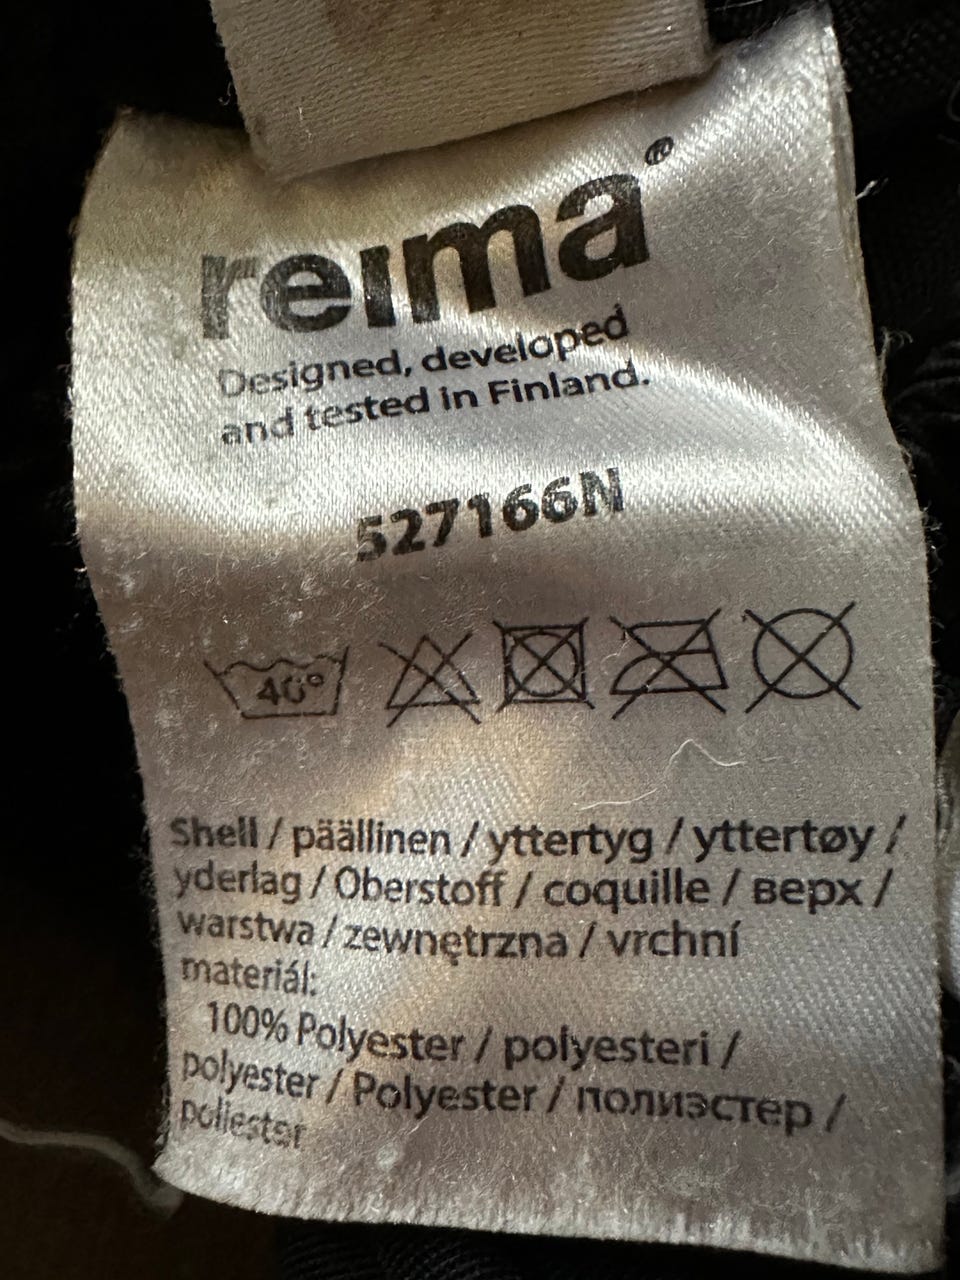 reima®
Designed, developed
and tested in Finland.
527166N
40°
Shell / päällinen / yttertyg / yttertøy /
yderlag / Oberstoff / coquille / верх /
warstwa / zewnętrzna / vrchní
materiál:
100% Polyester / polyesteri /
polyester / Polyester / полиэстер /
poliester